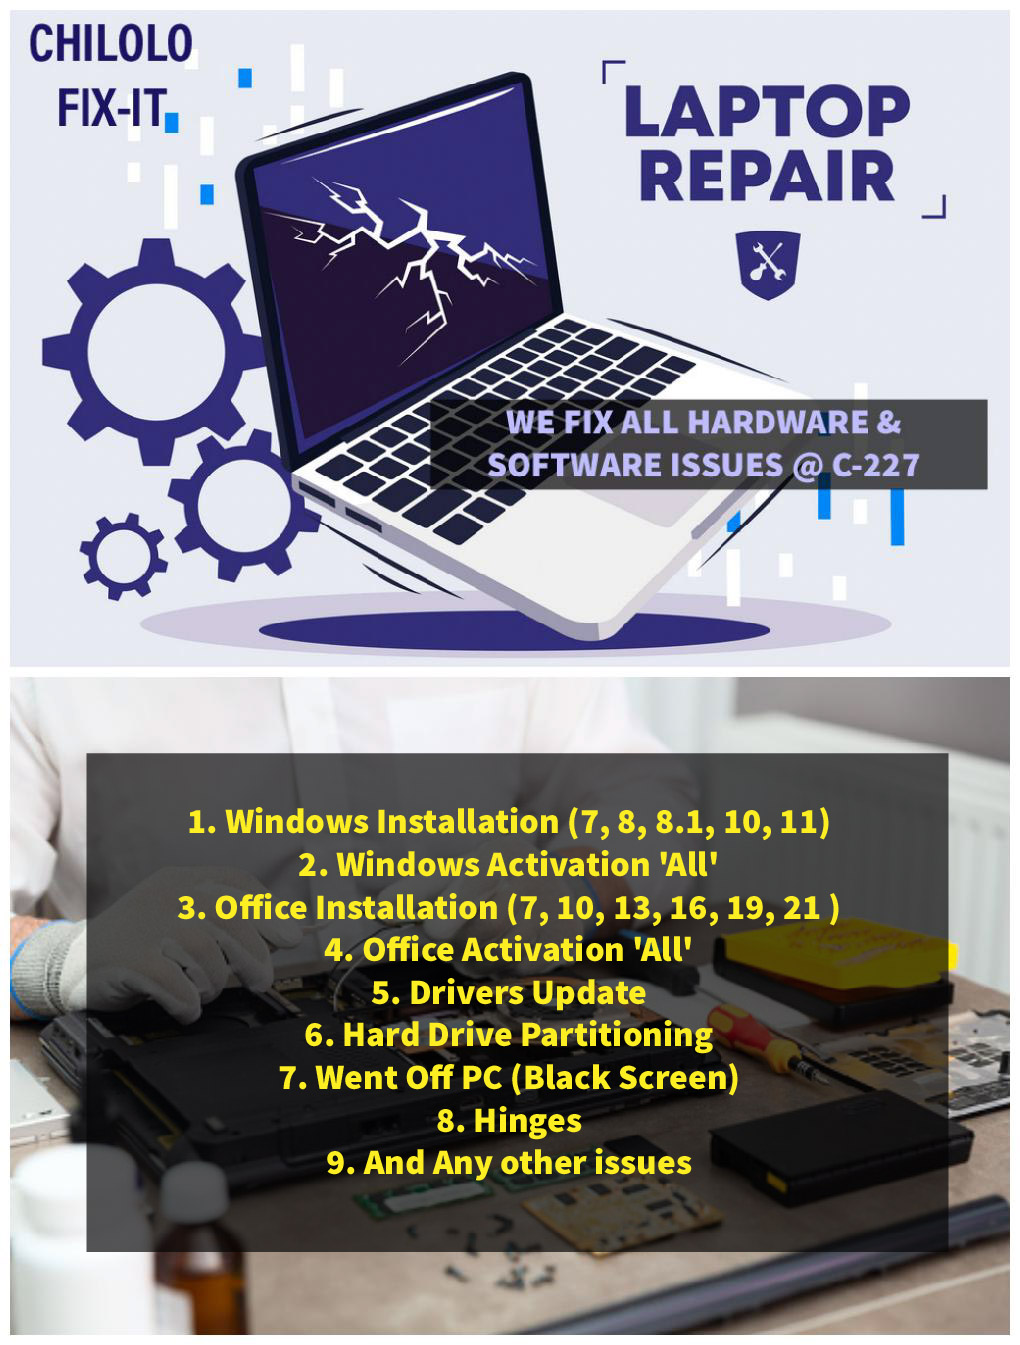 CHILOLO
FIX-IT
LAPTOP
REPAIR
WE FIX ALL HARDWARE &
SOFTWARE ISSUES @ C-227
1. Windows Installation (7, 8, 8.1, 10, 11)
2. Windows Activation 'All'
3. Office Installation (7, 10, 13, 16, 19, 21 )
4. Office Activation 'All'
5. Drivers Update
6. Hard Drive Partitioning
7. Went Off PC (Black Screen)
8. Hinges
9. And Any other issues